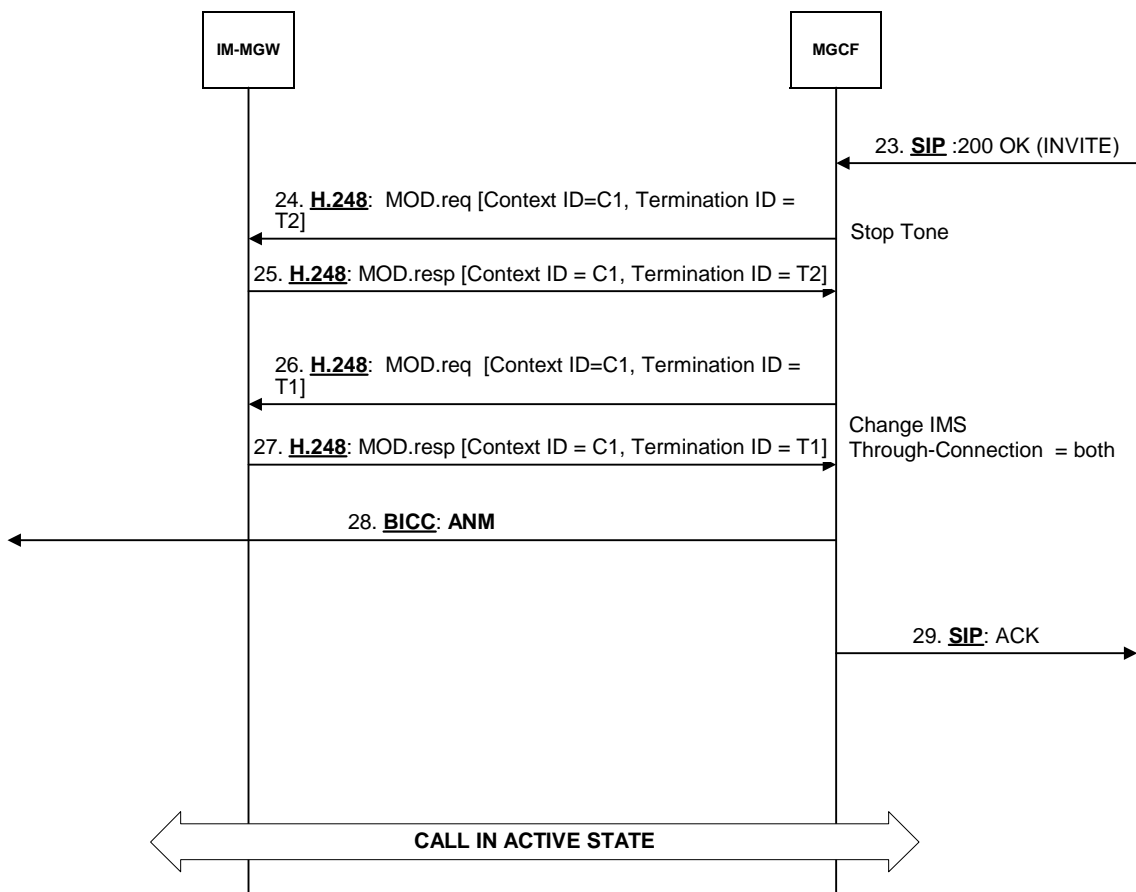 IM-MGW
MGCF
23. SIP :200 OK (INVITE)
24. H.248: MOD.req [Context ID=C1, Termination ID =
T2]
Stop Tone
25. H.248: MOD.resp [Context ID = C1, Termination ID = T2]
26. H.248: MOD.req [Context ID=C1, Termination ID =
T1]
Change IMS
Through-Connection = both
27. H.248: MOD.resp [Context ID = C1, Termination ID = T1]
28. BICC: ANM
29. SIP: ACK
CALL IN ACTIVE STATE